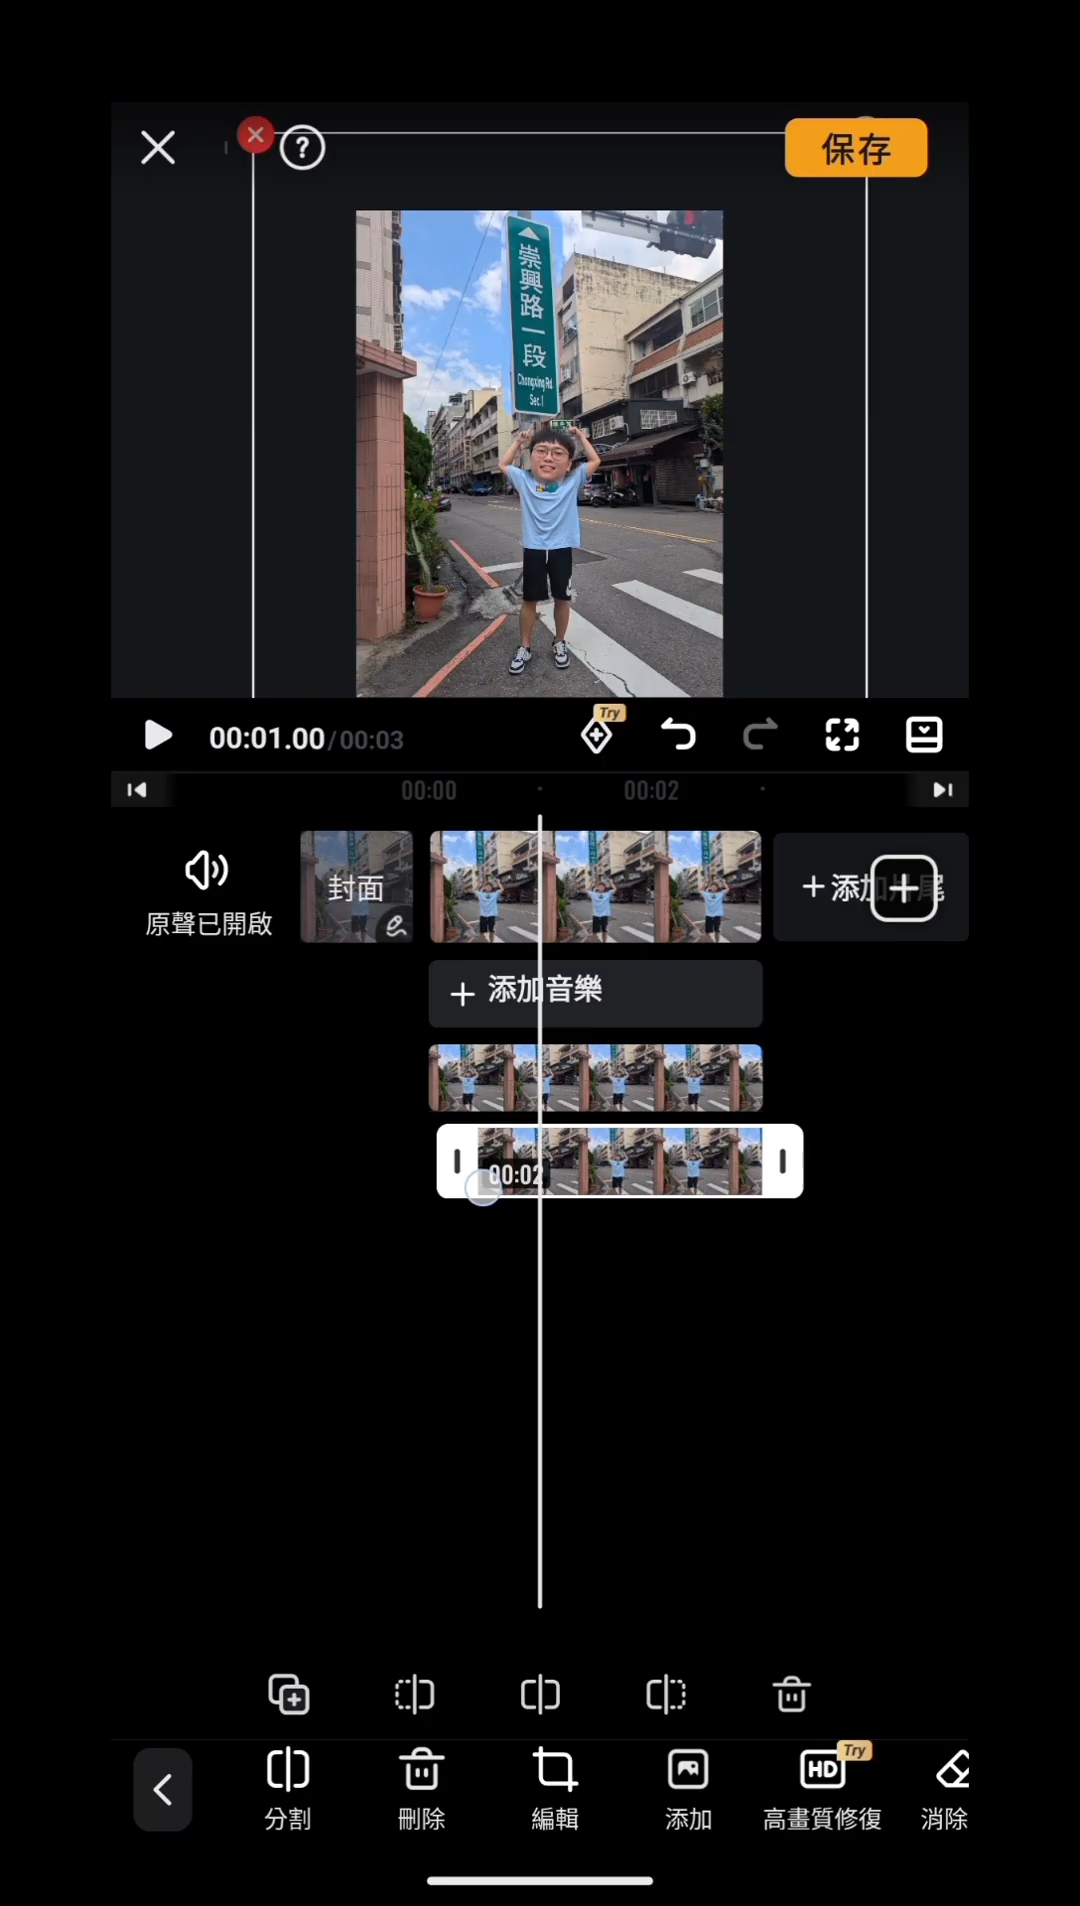 ?
保存
崇興路一段
Chongxing Rd.
Sec.1
Try
00:01.00/00:03
00:00
00:02
原聲已開啟
封面
+添加片尾
+ 添加音樂
00:02
分割
刪除
編輯
添加
Try
HD
高畫質修復
消除